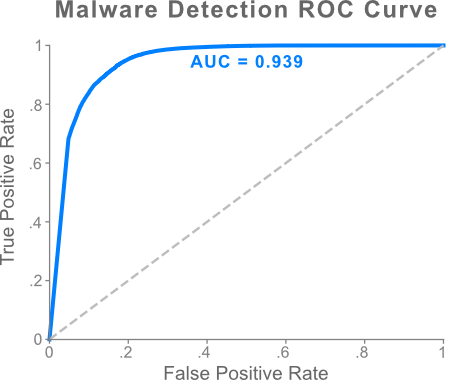 Malware Detection ROC Curve
AUC = 0.939
True Positive Rate
1
.8
.6
.4
.2
0
0 .2 .4 .6 .8 1
False Positive Rate